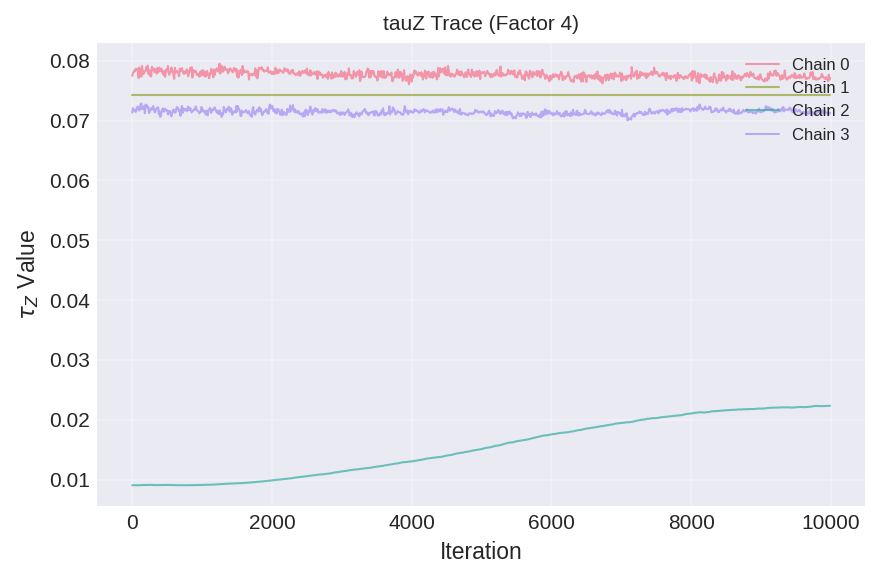 tauZ Trace (Factor 4)
0.08
0.07
0.06
0.05
0.04
0.03
0.02
0.01
τZ Value
Chain 0
Chain 1
Chain 2
Chain 3
0 2000 4000 6000 8000 10000
Iteration